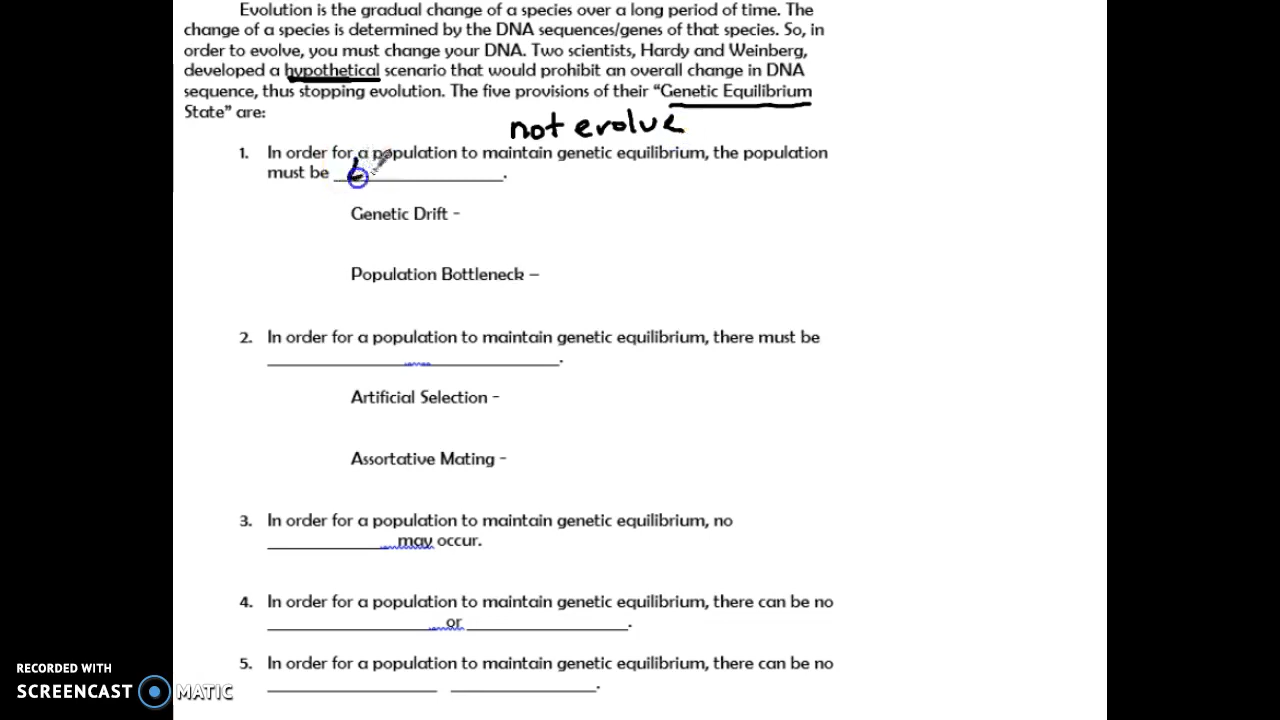 Evolution is the gradual change of a species over a long period of time. The
change of a species is determined by the DNA sequences/genes of that species. So, in
order to evolve, you must change your DNA. Two scientists, Hardy and Weinberg,
developed a hypothetical scenario that would prohibit an overall change in DNA
sequence, thus stopping evolution. The five provisions of their “Genetic Equilibrium
State” are:
not evolve
1. In order for a population to maintain genetic equilibrium, the population
must be ____________________.
Genetic Drift -
Population Bottleneck –
2. In order for a population to maintain genetic equilibrium, there must be
____________________.
Artificial Selection -
Assortative Mating -
3. In order for a population to maintain genetic equilibrium, no
____________________ may occur.
4. In order for a population to maintain genetic equilibrium, there can be no
____________________ or ____________________.
5. In order for a population to maintain genetic equilibrium, there can be no
____________________ ____________________.
RECORDED WITH
SCREENCAST MATIC